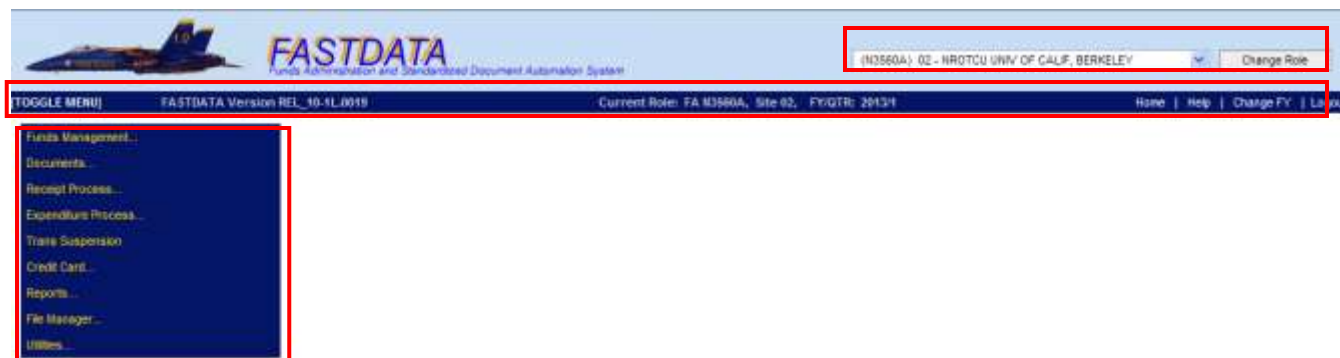 1.0
FASTDATA
Funds Administration and Standardized Document Automation System
(N3560A) 02 - NROTCU UNIV OF CALIF, BERKELEY Change Role
[TOGGLE MENU] FASTDATA Version REL_10-1L.0019 Current Role: FA N3560A, Site 02, FY/QTR: 2013/1 Home | Help | Change FY |
Funds Management...
Documents...
Receipt Process...
Expenditure Process...
Trans Suspension
Credit Card...
Reports...
File Manager...
Utilities...